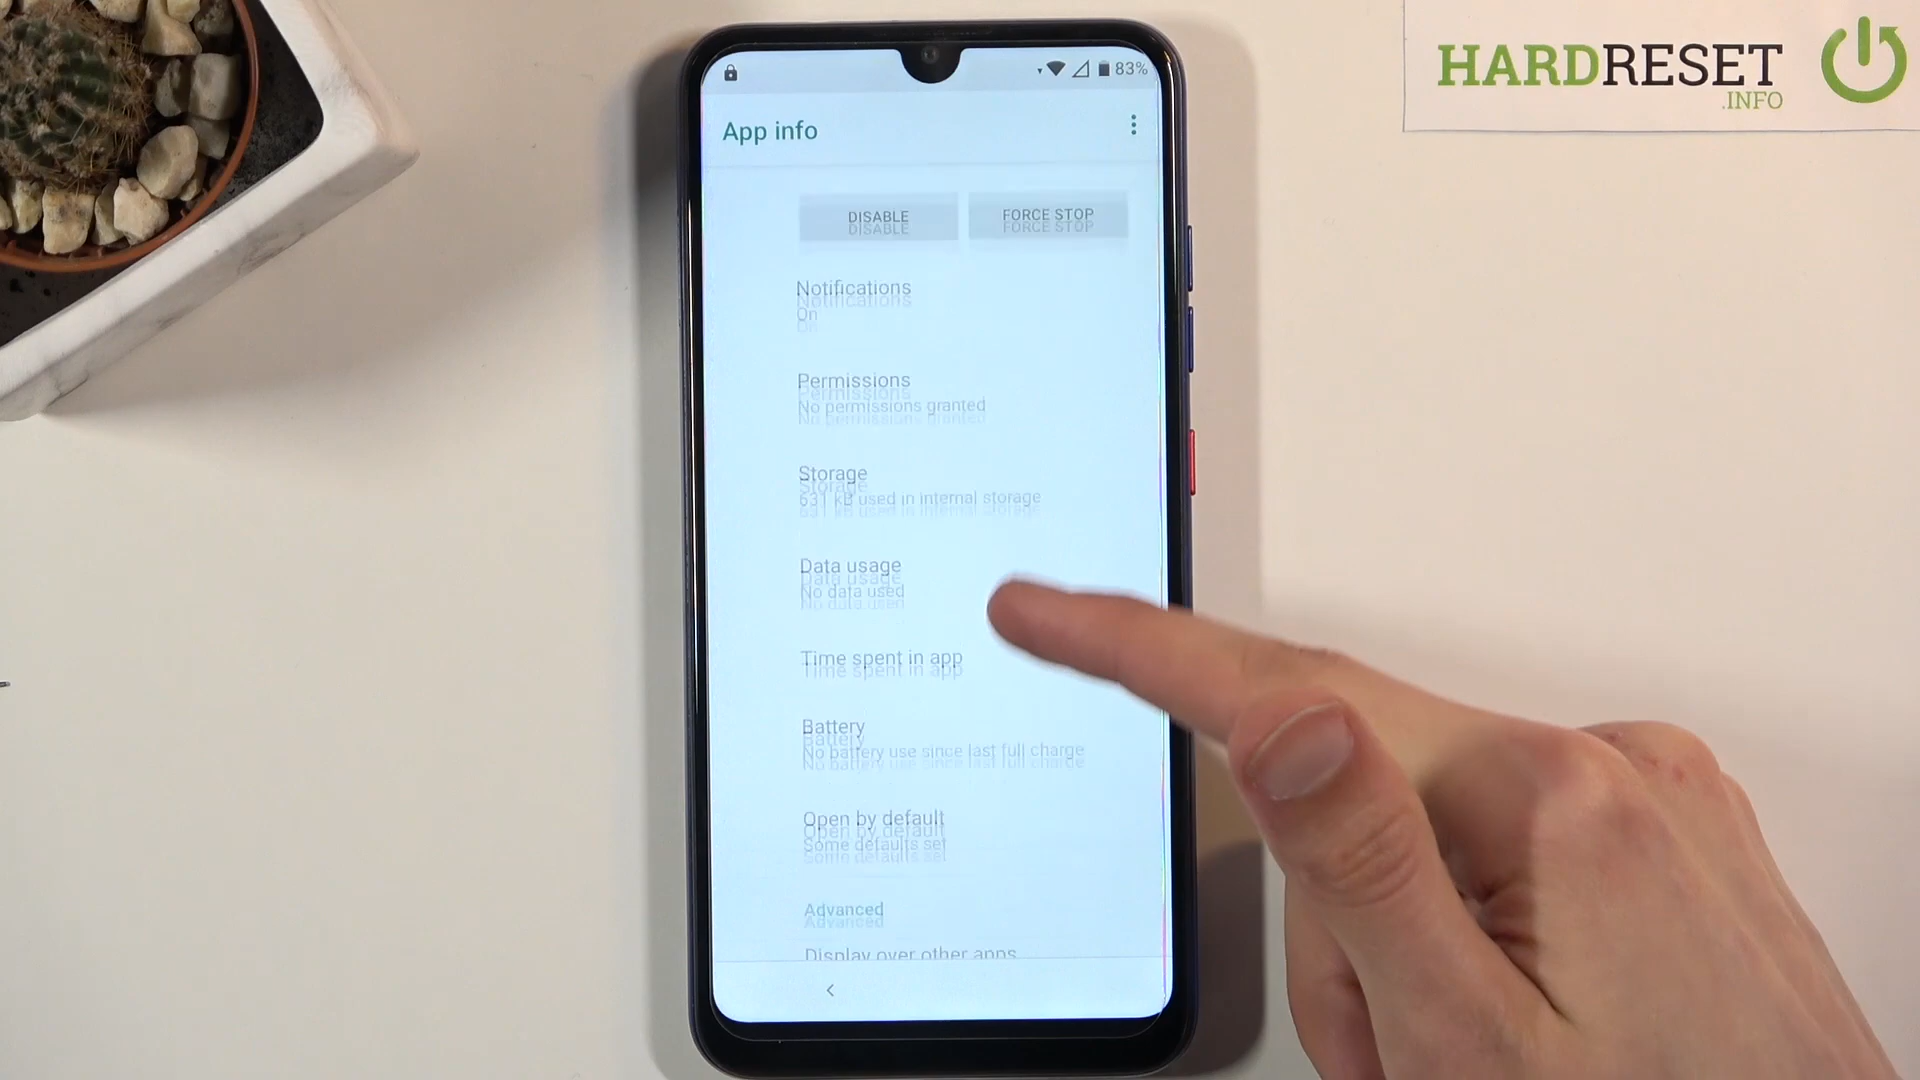 HARDRESET
.INFO
83%
App info
DISABLE
FORCE STOP
Notifications
On
Permissions
No permissions granted
Storage
631 kB used in internal storage
Data usage
No data used
Time spent in app
Battery
No battery use since last full charge
Open by default
Some defaults set
Advanced
Display over other apps